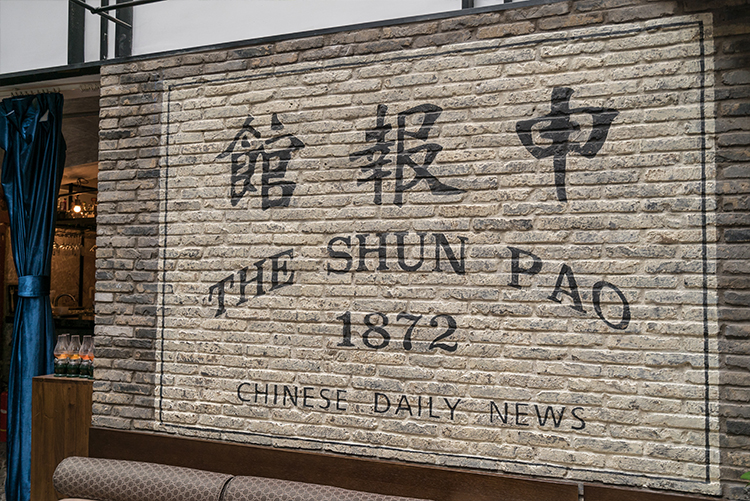 申報館
THE SHUN PAO
1872
CHINESE DAILY NEWS